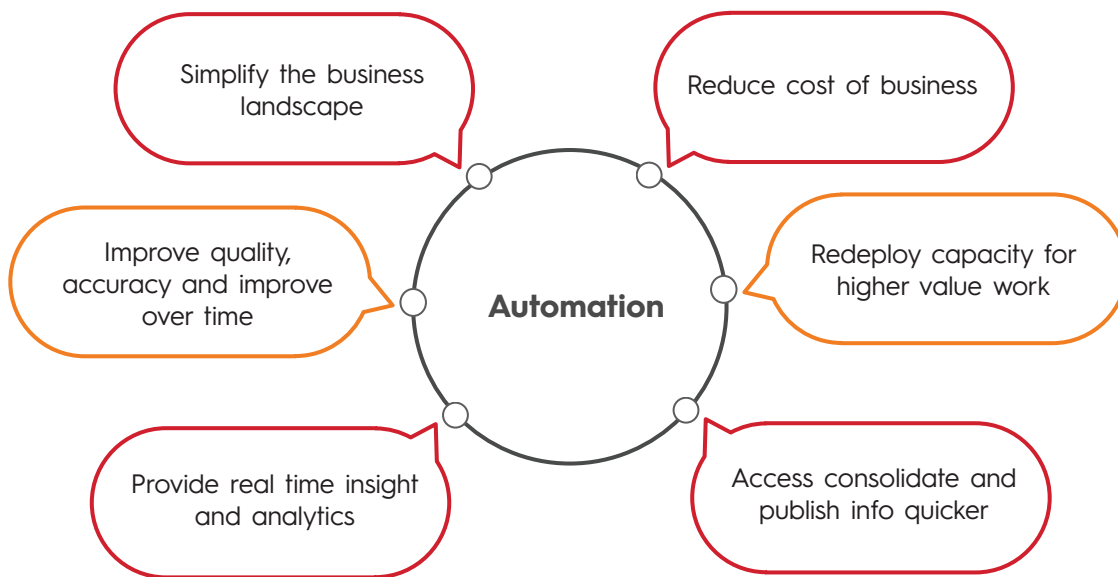 Simplify the business
landscape
Reduce cost of business
Improve quality,
accuracy and improve
over time
Automation
Redeploy capacity for
higher value work
Provide real time insight
and analytics
Access consolidate and
publish info quicker